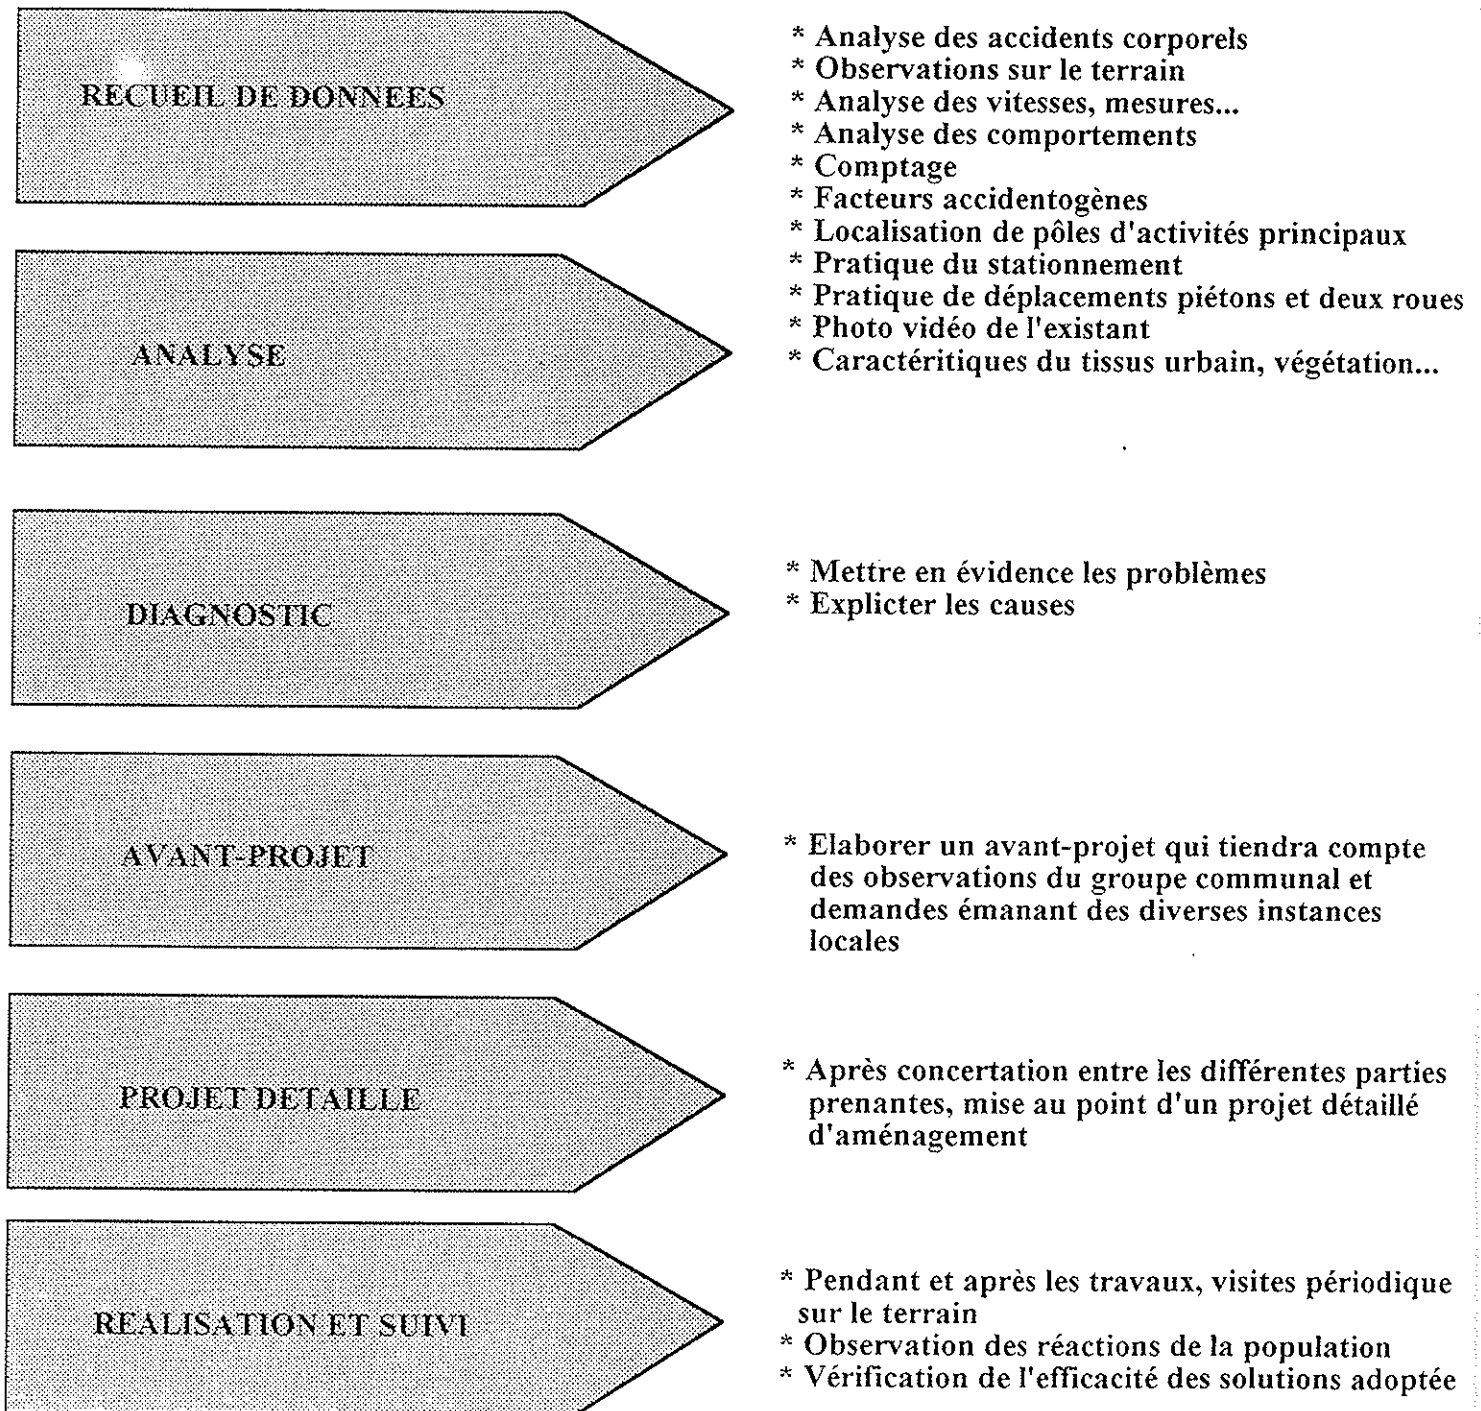 RECUEIL DE DONNEES
* Analyse des accidents corporels
* Observations sur le terrain
* Analyse des vitesses, mesures...
* Analyse des comportements
* Comptage
* Facteurs accidentogènes
* Localisation de pôles d'activités principaux
* Pratique du stationnement
* Pratique de déplacements piétons et deux roues
* Photo vidéo de l'existant
* Caractéritiques du tissus urbain, végétation...
ANALYSE
DIAGNOSTIC
* Mettre en évidence les problèmes
* Explicter les causes
AVANT-PROJET
* Elaborer un avant-projet qui tiendra compte
des observations du groupe communal et
demandes émanant des diverses instances
locales
PROJET DETAILLE
* Après concertation entre les différentes parties
prenantes, mise au point d'un projet détaillé
d'aménagement
REALISATION ET SUIVI
* Pendant et après les travaux, visites périodique
sur le terrain
* Observation des réactions de la population
* Vérification de l'efficacité des solutions adoptée